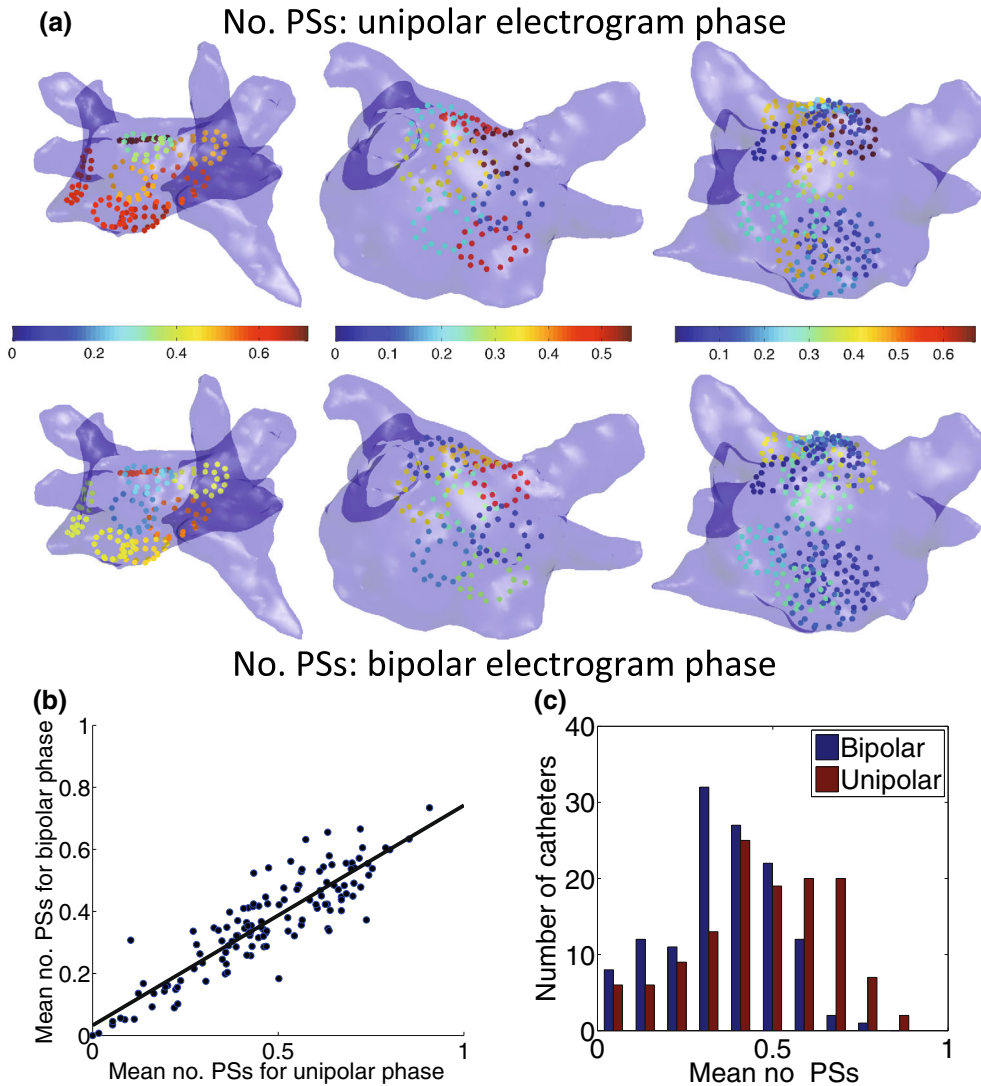 (a)
No. PSs: unipolar electrogram phase
0 0.2 0.4 0.6
0 0.1 0.2 0.3 0.4 0.5
0.1 0.2 0.3 0.4 0.5 0.6
No. PSs: bipolar electrogram phase
(b)
Mean no. PSs for bipolar phase
1
0.8
0.6
0.4
0.2
0
0 0.5 1
Mean no. PSs for unipolar phase
(c)
Number of catheters
40
30
20
10
0
Bipolar
Unipolar
0 0.5 1
Mean no PSs